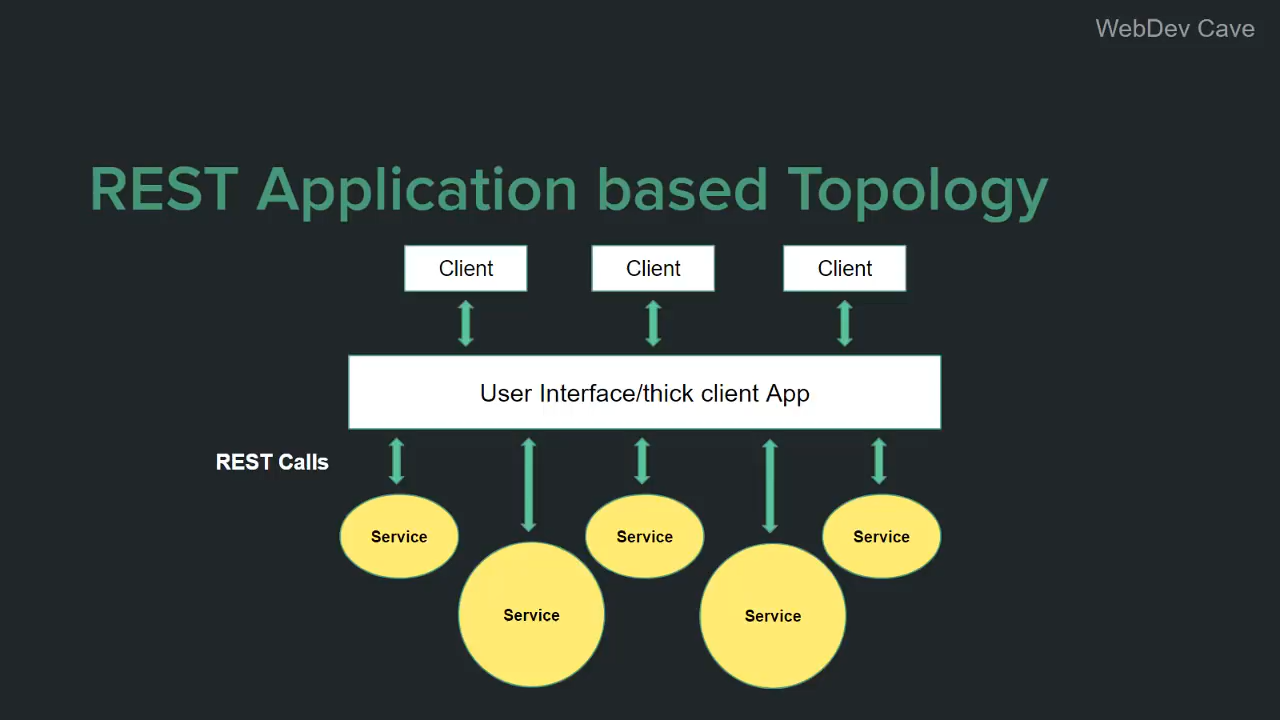 WebDev Cave
REST Application based Topology
Client
Client
Client
User Interface/thick client App
REST Calls
Service
Service
Service
Service
Service